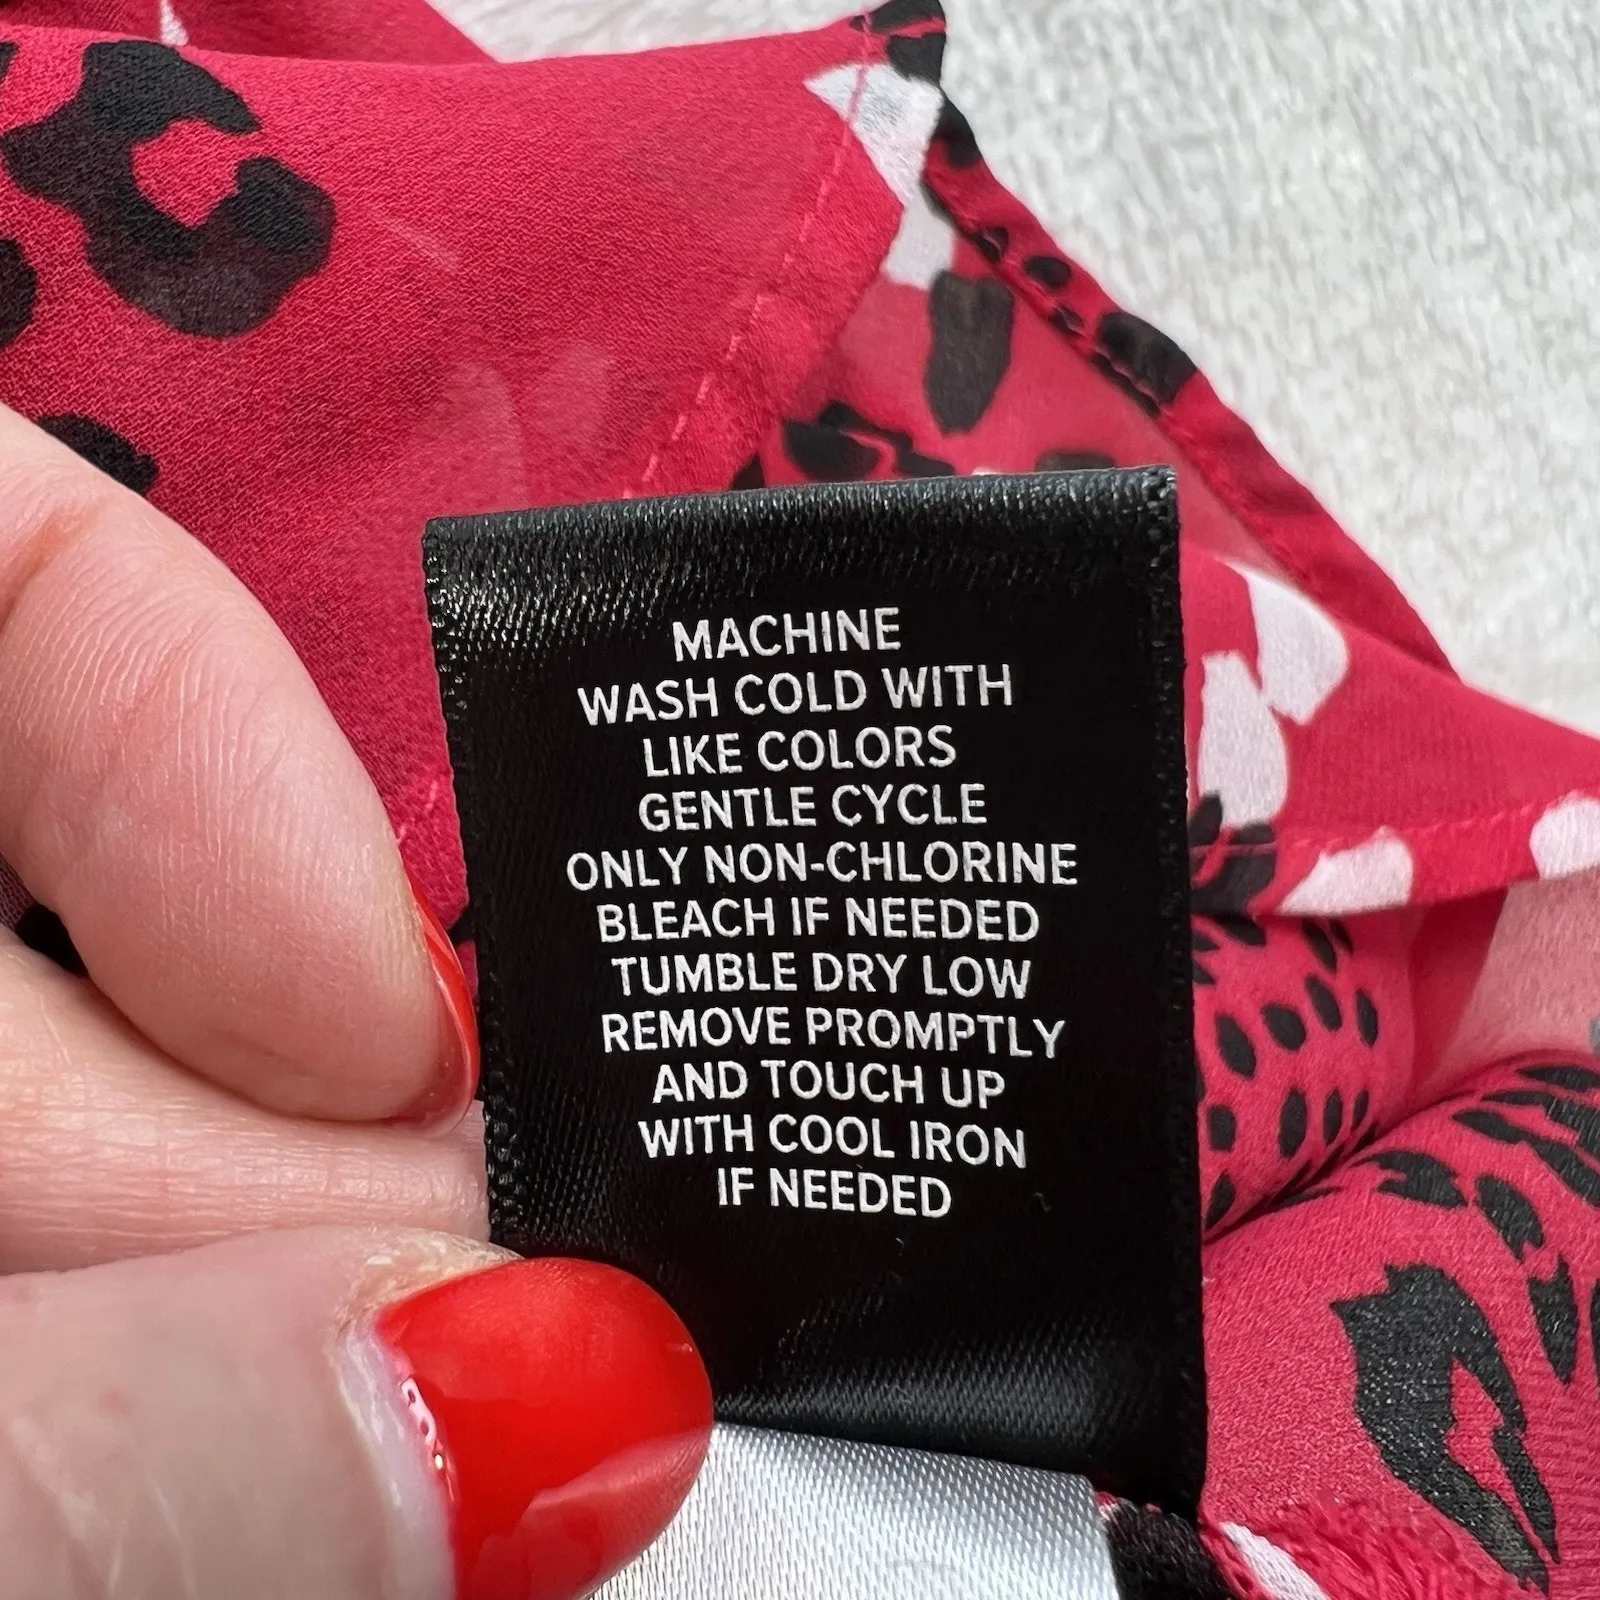 MACHINE
WASH COLD WITH
LIKE COLORS
GENTLE CYCLE
ONLY NON-CHLORINE
BLEACH IF NEEDED
TUMBLE DRY LOW
REMOVE PROMPTLY
AND TOUCH UP
WITH COOL IRON
IF NEEDED